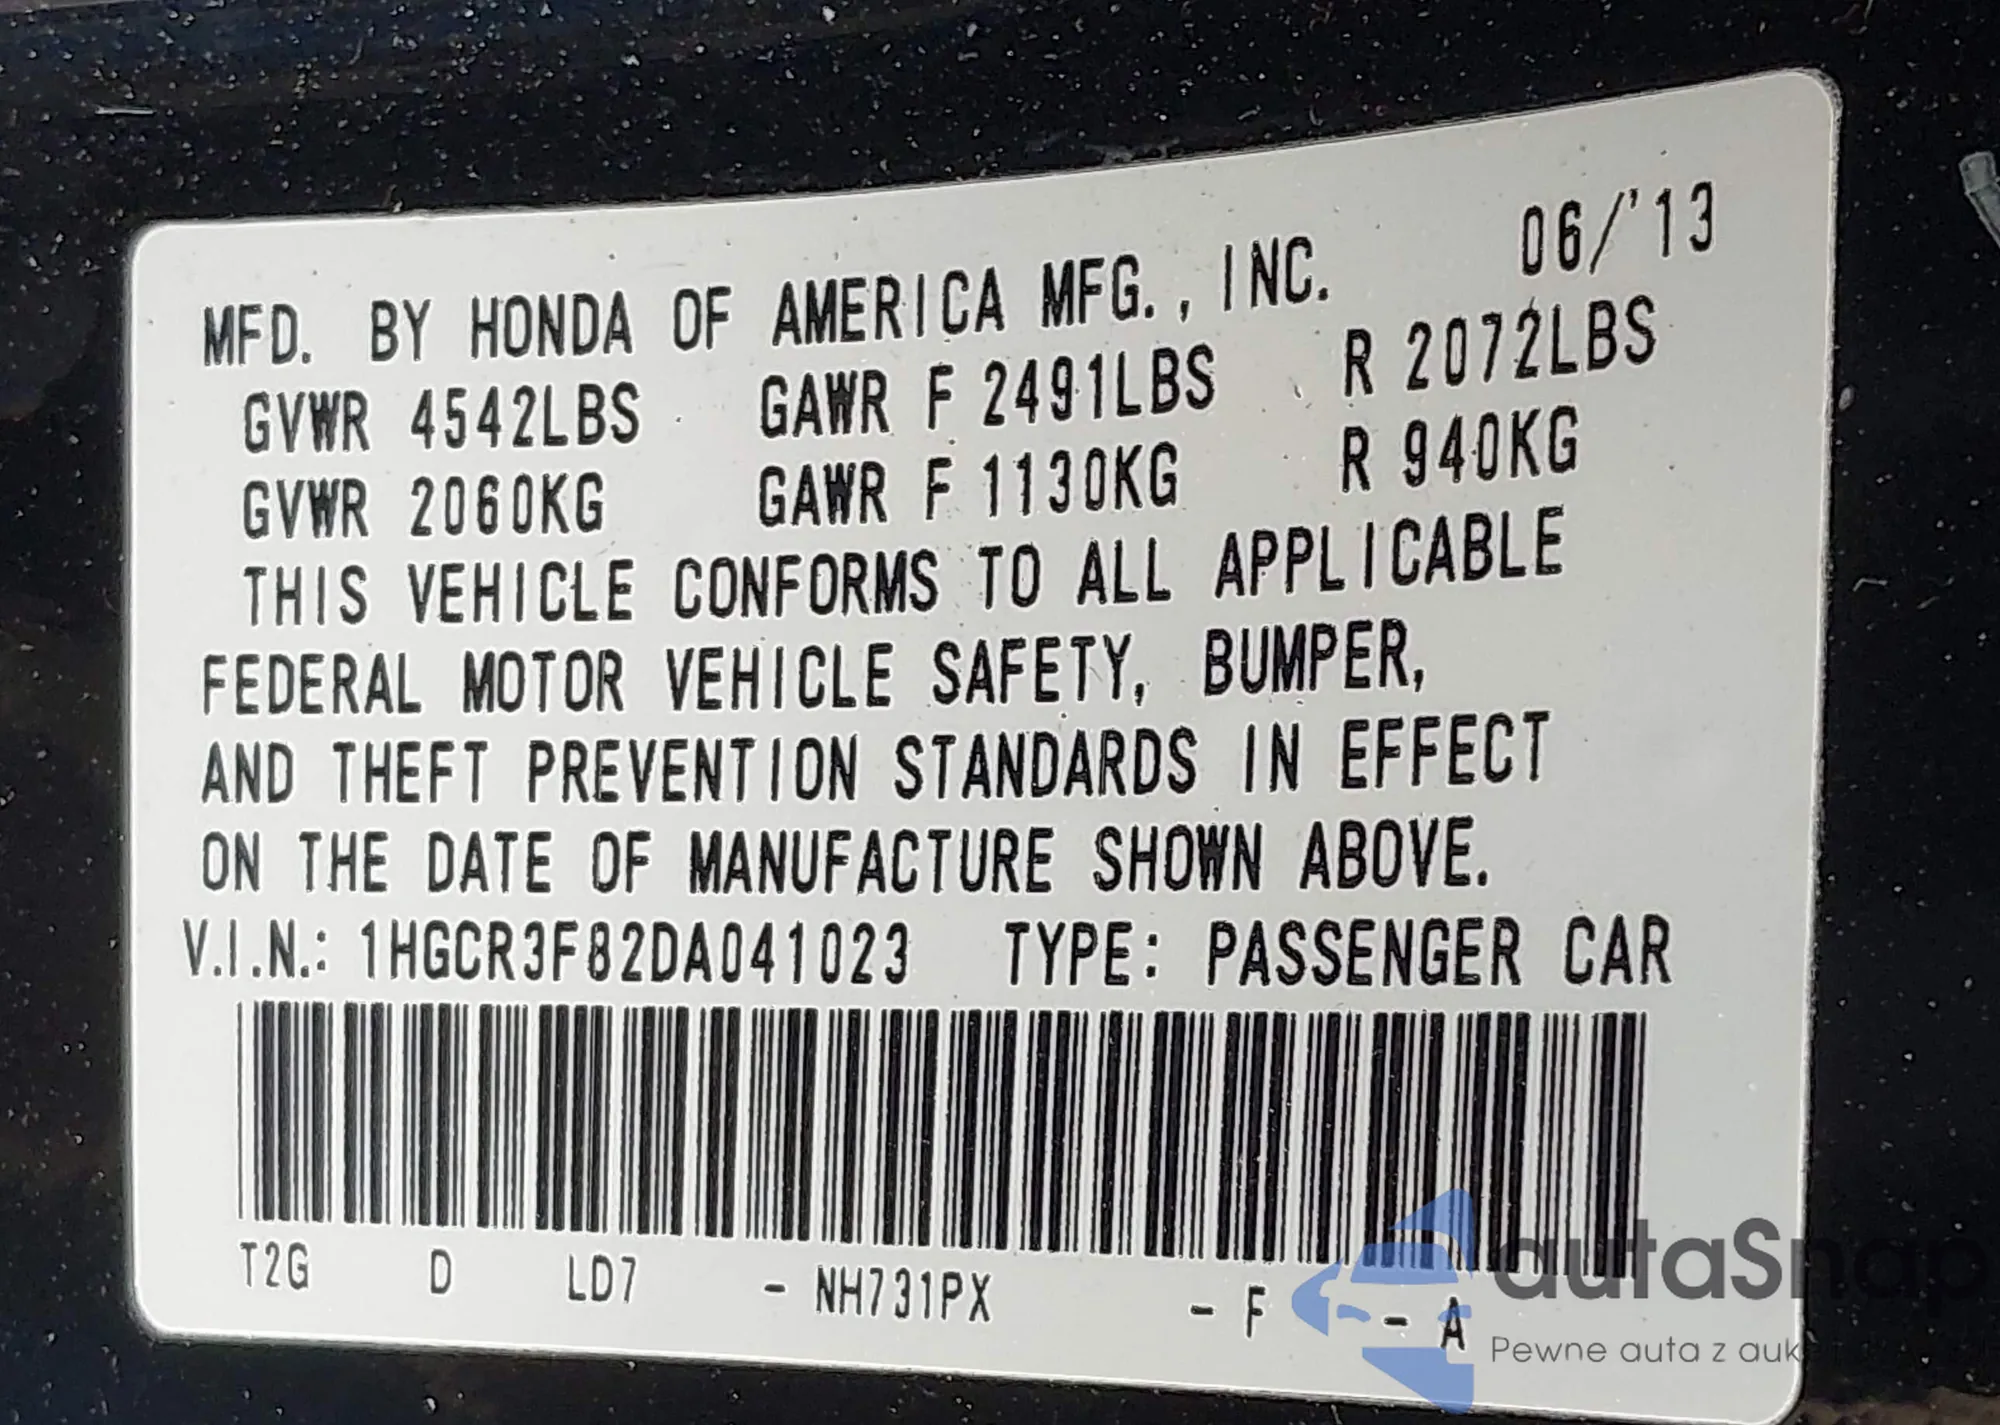 06/'13
MFD. BY HONDA OF AMERICA MFG., INC.
GVWR 4542LBS GAWR F 2491LBS R 2072LBS
GVWR 2060KG GAWR F 1130KG R 940KG
THIS VEHICLE CONFORMS TO ALL APPLICABLE
FEDERAL MOTOR VEHICLE SAFETY, BUMPER,
AND THEFT PREVENTION STANDARDS IN EFFECT
ON THE DATE OF MANUFACTURE SHOWN ABOVE.
V.I.N.: 1HGCR3F82DA041023 TYPE: PASSENGER CAR
T2G D LD7 - NH731PX - F - A
autaSnap
Pewne auta z